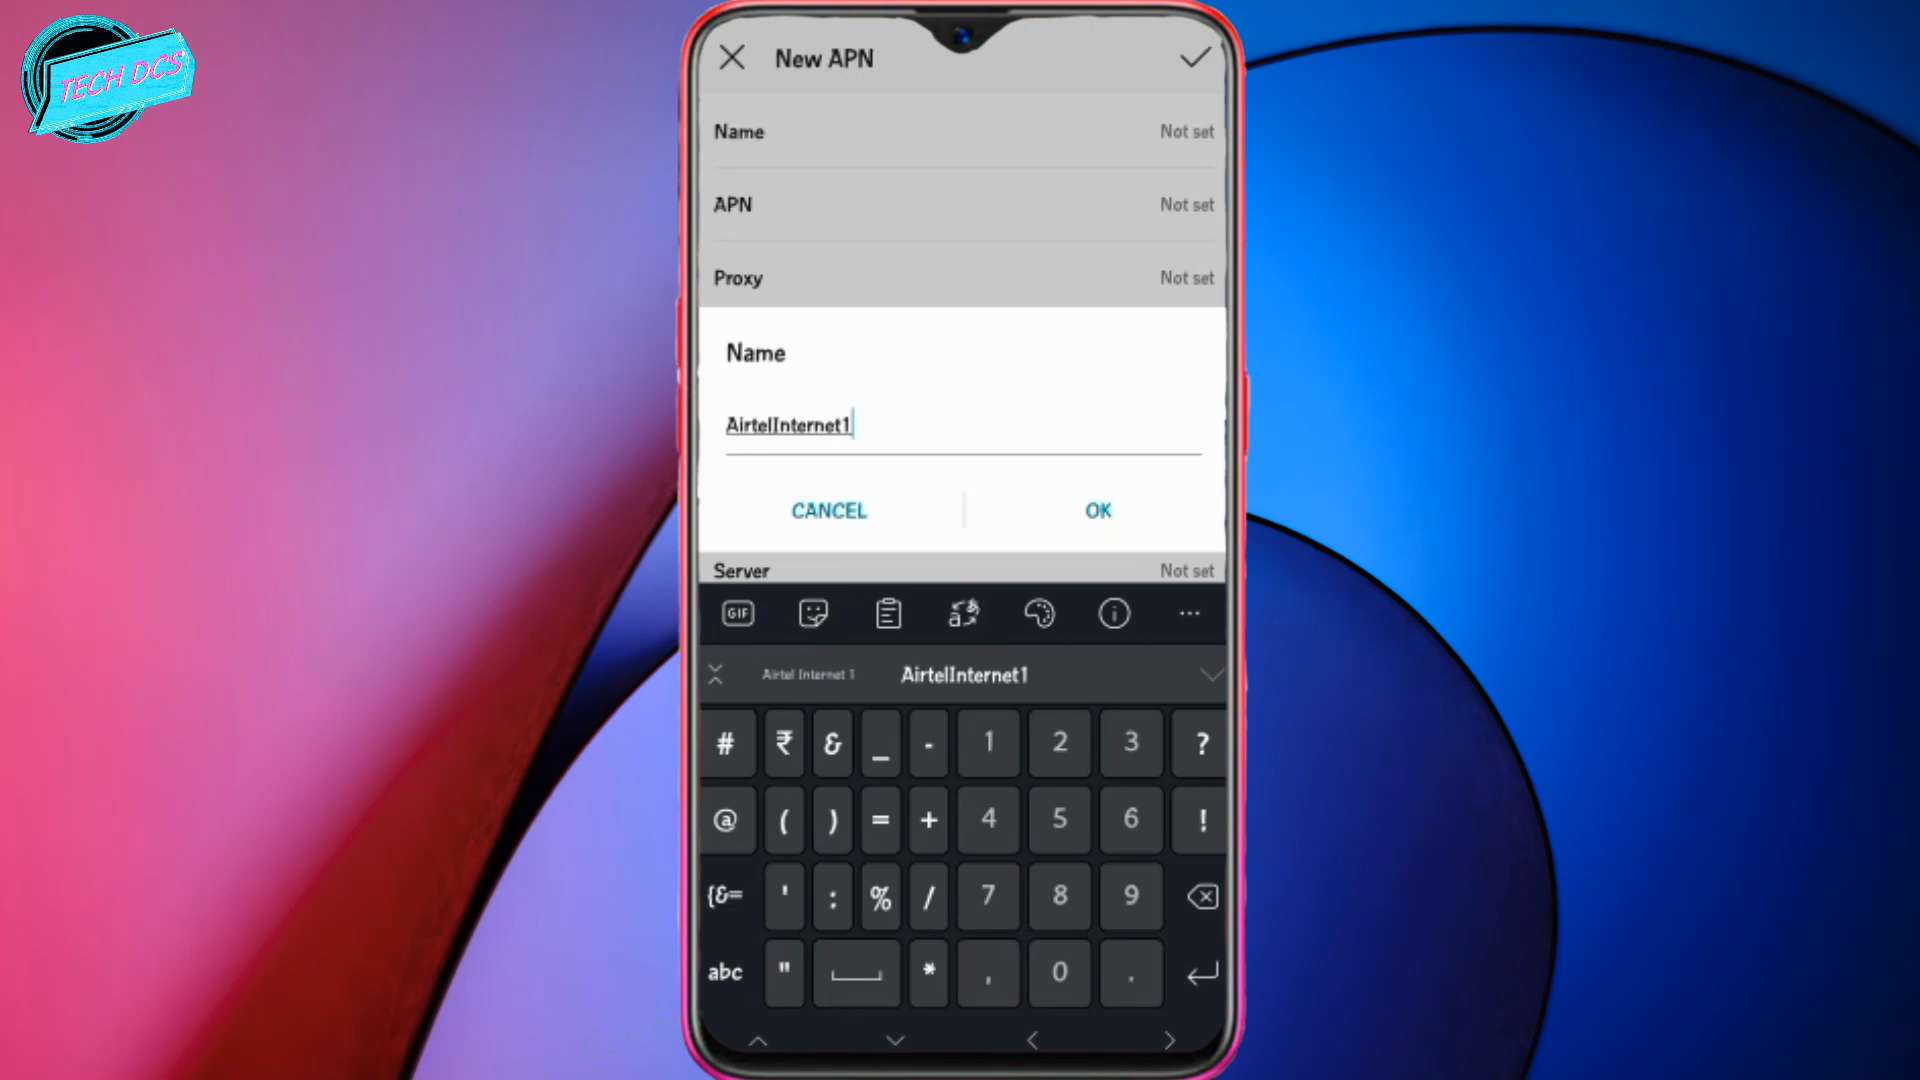 TECH DCS
New APN
Name Not set
APN Not set
Proxy Not set
Name
AirtelInternet1
CANCEL OK
Server Not set
GIF
Airtel Internet 1 AirtelInternet1
# ₹ & _ - 1 2 3 ?
@ ( ) = + 4 5 6 !
{&= ' : % / 7 8 9
abc " * , 0 .